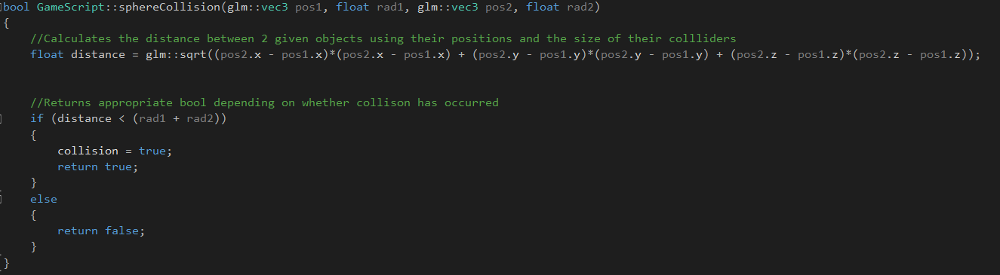 bool GameScript::sphereCollision(glm::vec3 pos1, float rad1, glm::vec3 pos2, float rad2)
{
//Calculates the distance between 2 given objects using their positions and the size of their collliders
float distance = glm::sqrt((pos2.x - pos1.x)*(pos2.x - pos1.x) + (pos2.y - pos1.y)*(pos2.y - pos1.y) + (pos2.z - pos1.z)*(pos2.z - pos1.z));
//Returns appropriate bool depending on whether collison has occurred
if (distance < (rad1 + rad2))
{
collision = true;
return true;
}
else
{
return false;
}
}